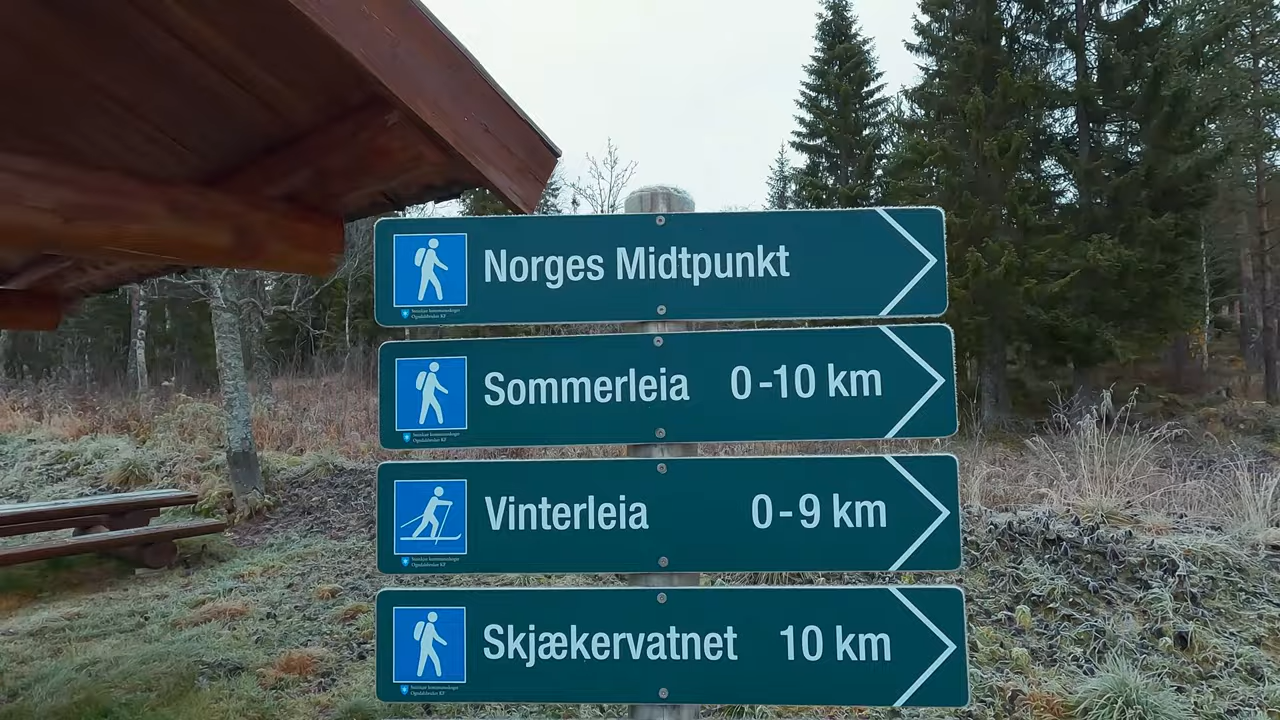 Norges Midtpunkt
Sommerleia 0-10 km
Vinterleia 0-9 km
Skjækervatnet 10 km